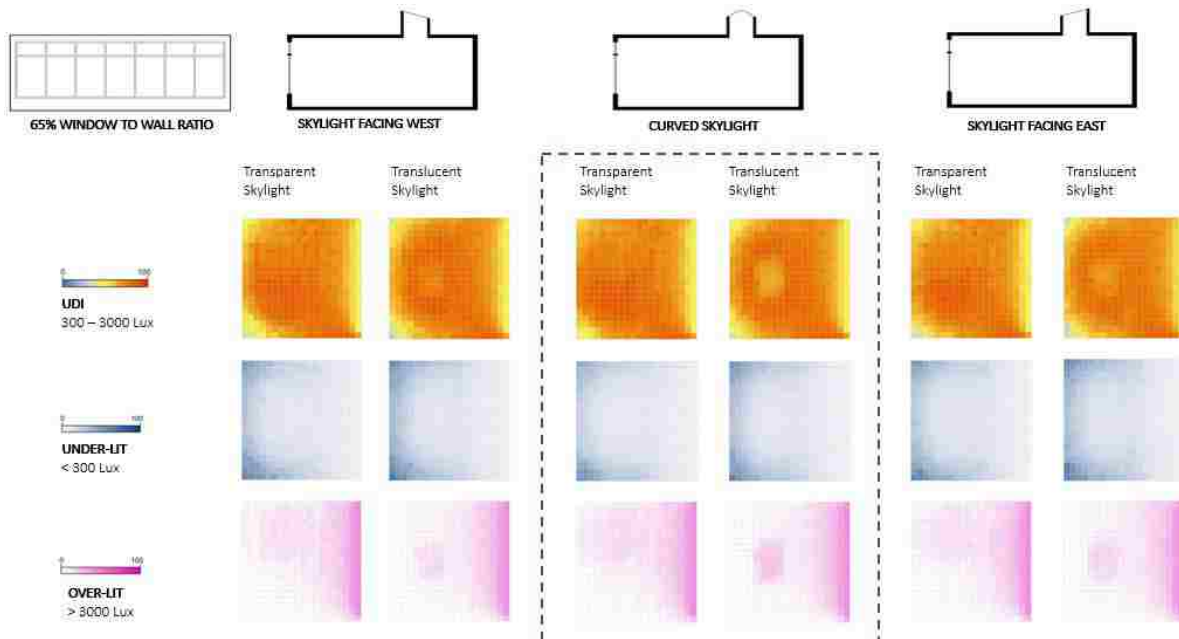 65% WINDOW TO WALL RATIO
SKYLIGHT FACING WEST
CURVED SKYLIGHT
SKYLIGHT FACING EAST
Transparent
Skylight
Translucent
Skylight
Transparent
Skylight
Translucent
Skylight
Transparent
Skylight
Translucent
Skylight
0 100
UDI
300 – 3000 Lux
0 100
UNDER-LIT
< 300 Lux
0 100
OVER-LIT
> 3000 Lux